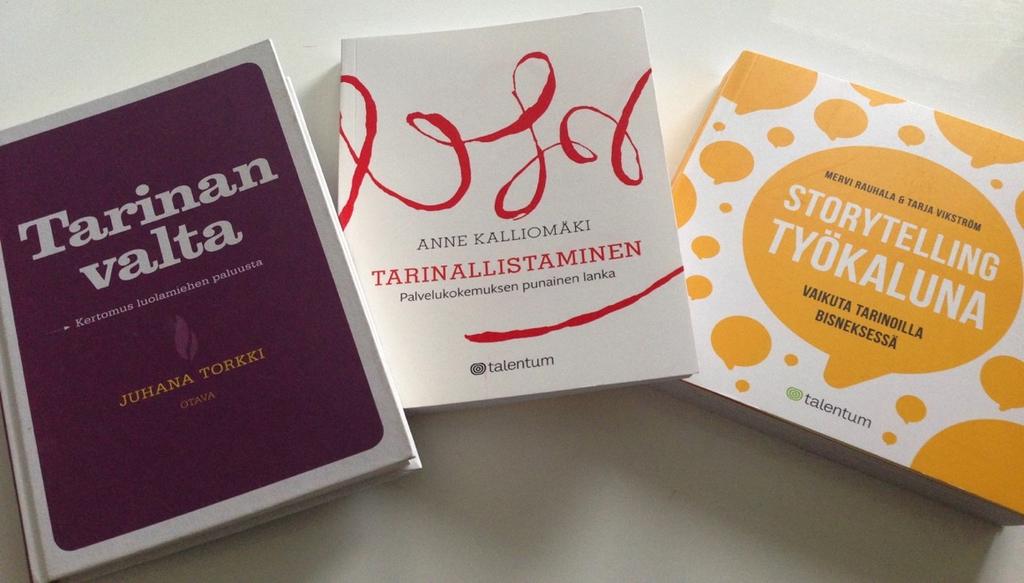 Tarinan
valta
Kertomus luolamiehen paluusta
JUHANA TORKKI
OTAVA
ANNE KALLIOMÄKI
TARINALLISTAMINEN
Palvelukokemuksen punainen lanka
talentum
MERVI RAUHALA & TARJA VIKSTRÖM
STORYTELLING
TYÖKALUNA
VAIKUTA TARINOILLA
BISNEKSESSÄ
talentum